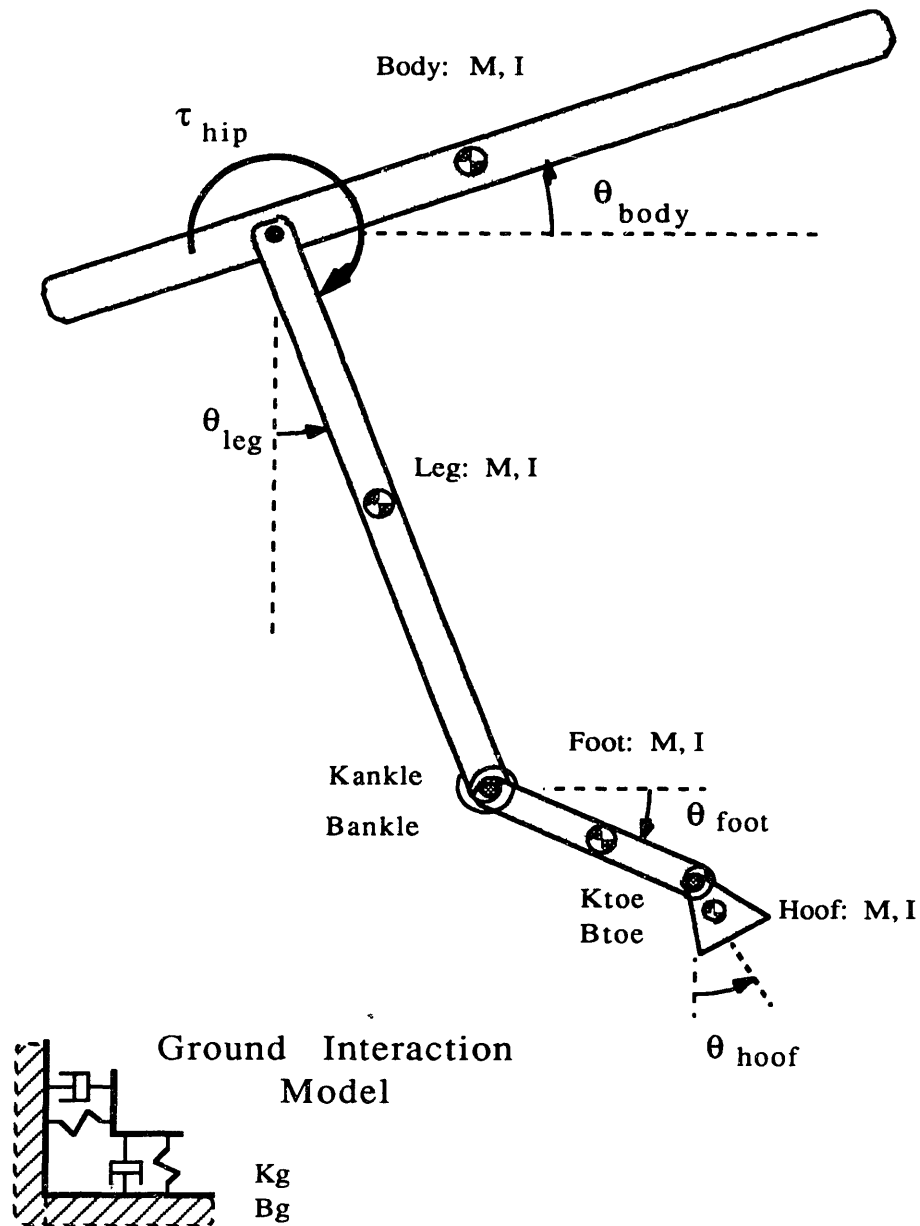 Body: M, I
τ hip
θ body
θ leg
Leg: M, I
Foot: M, I
Kankle
Bankle
θ foot
Ktoe
Btoe
Hoof: M, I
θ hoof
Ground Interaction
Model
Kg
Bg